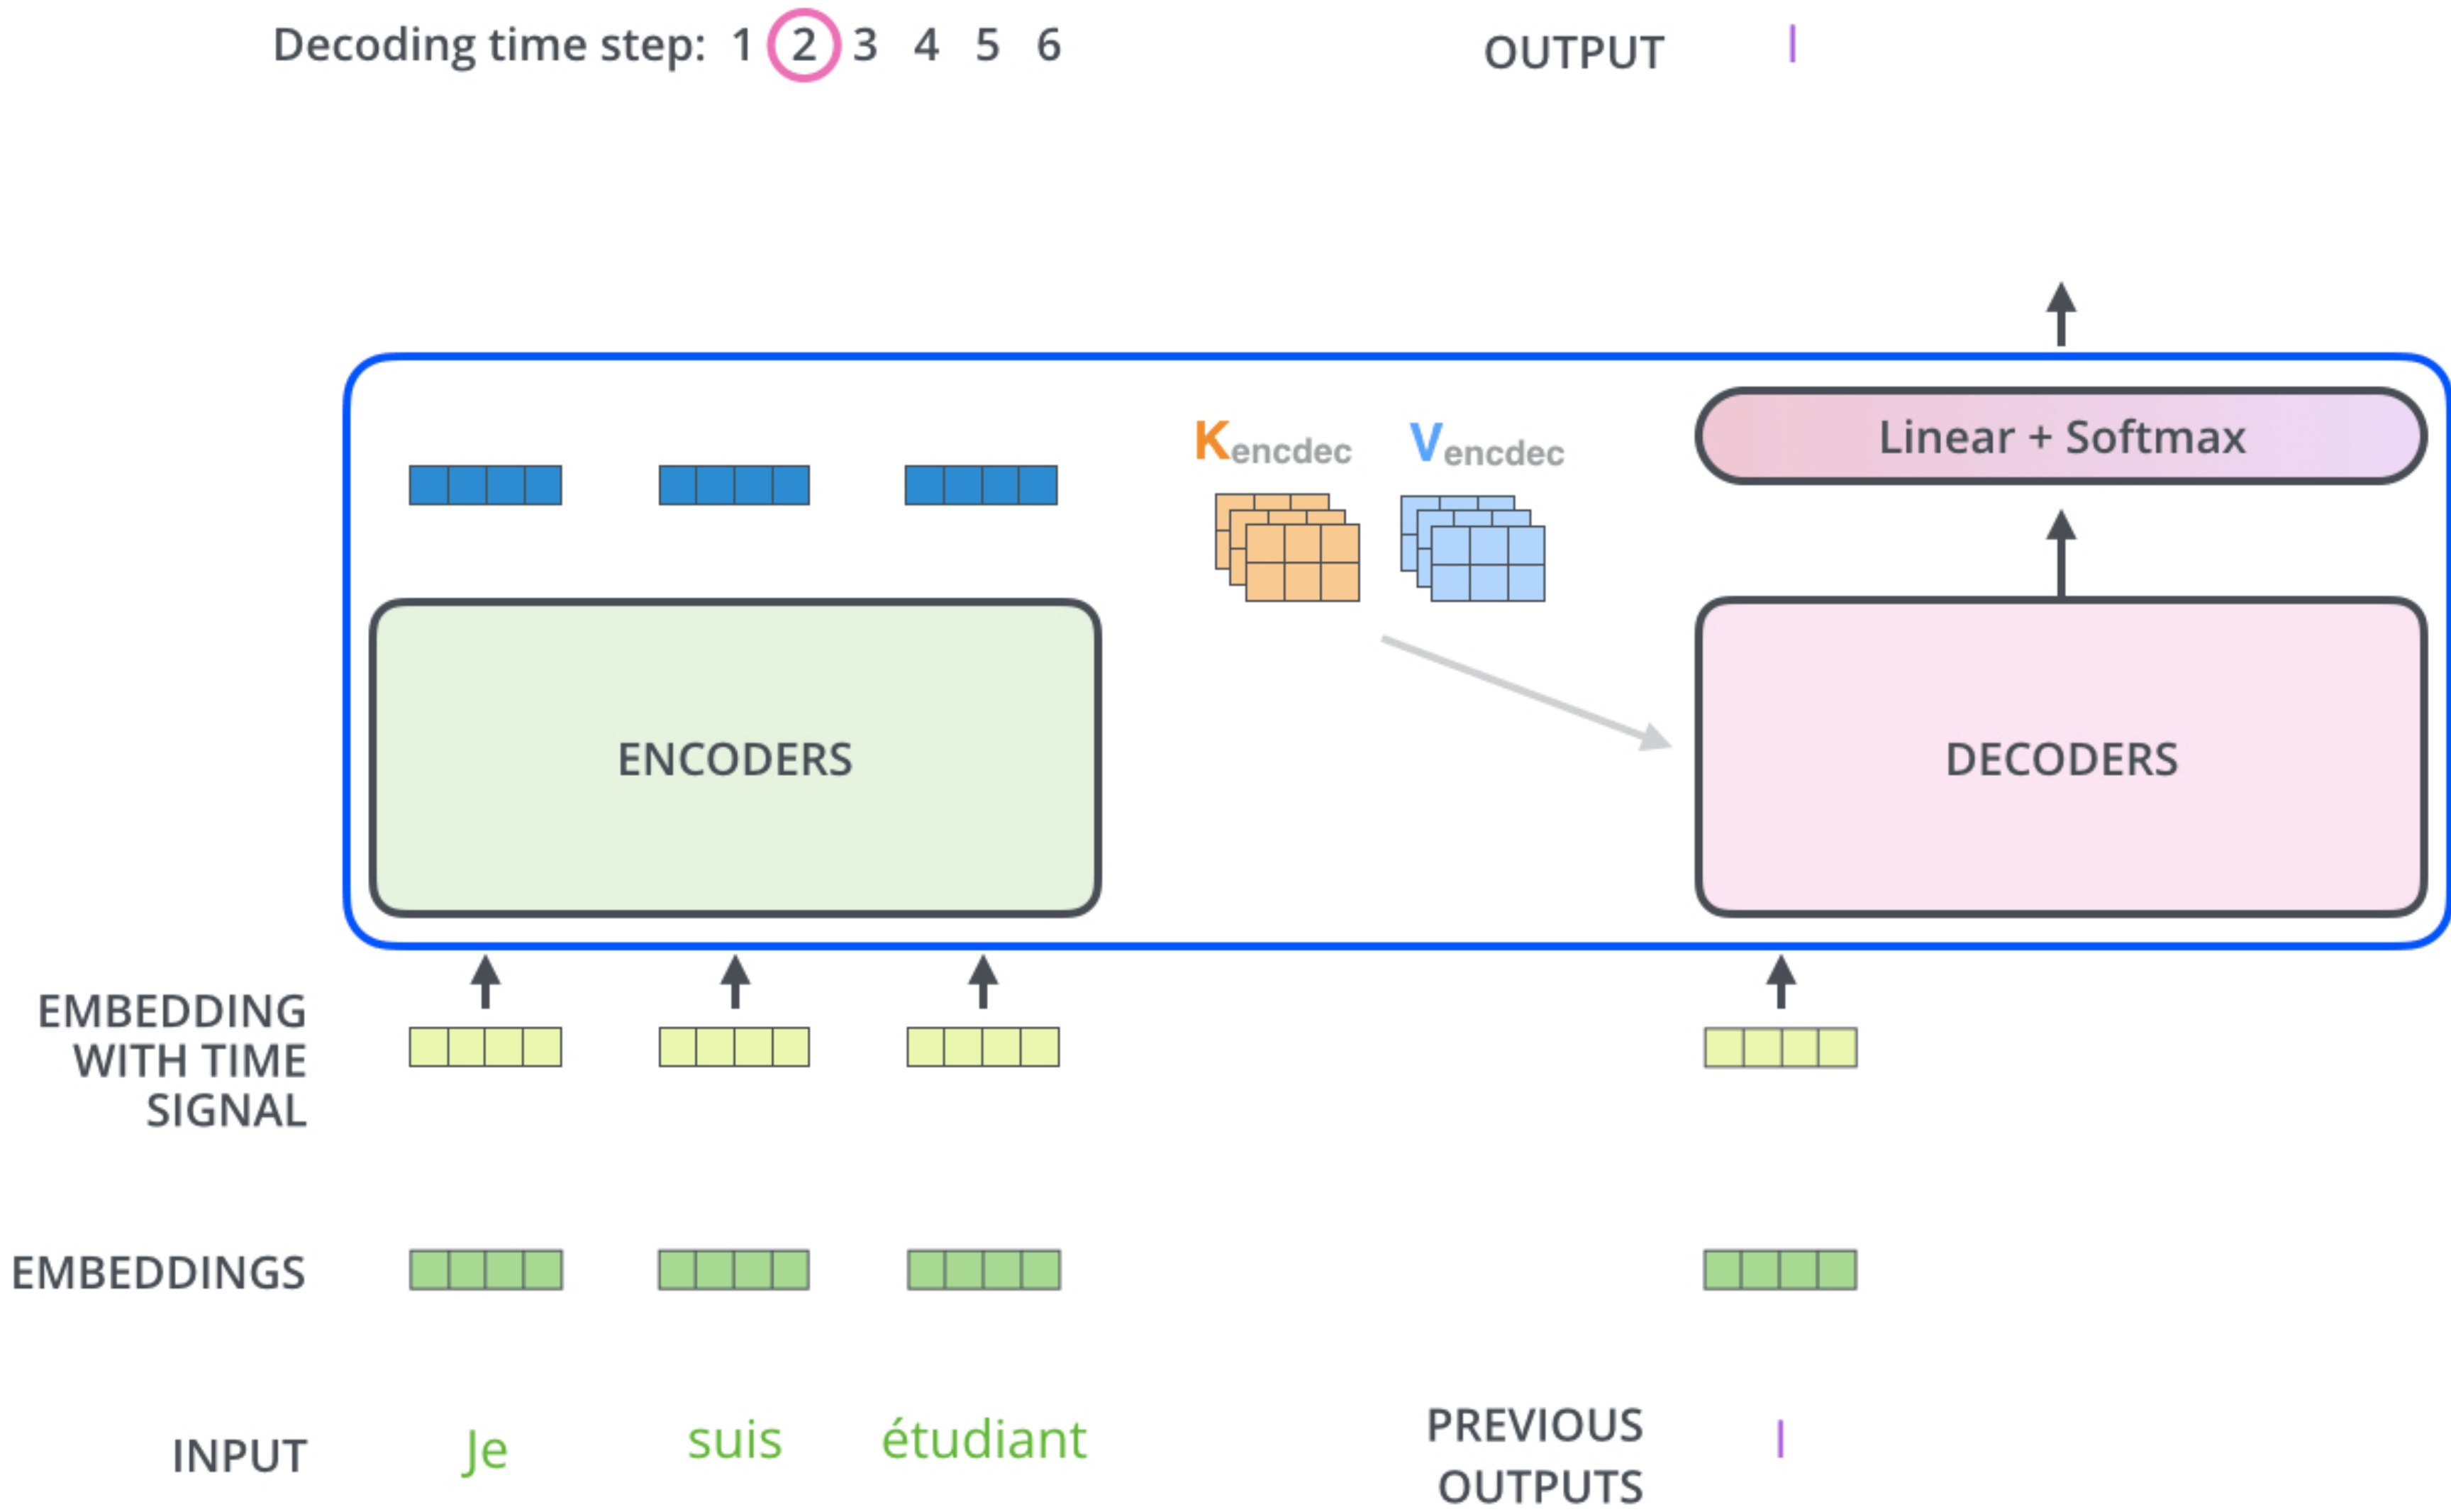 Decoding time step: 1 2 3 4 5 6
OUTPUT I
Kencdec Vencdec
Linear + Softmax
ENCODERS
DECODERS
EMBEDDING
WITH TIME
SIGNAL
EMBEDDINGS
INPUT Je suis étudiant
PREVIOUS
OUTPUTS
I